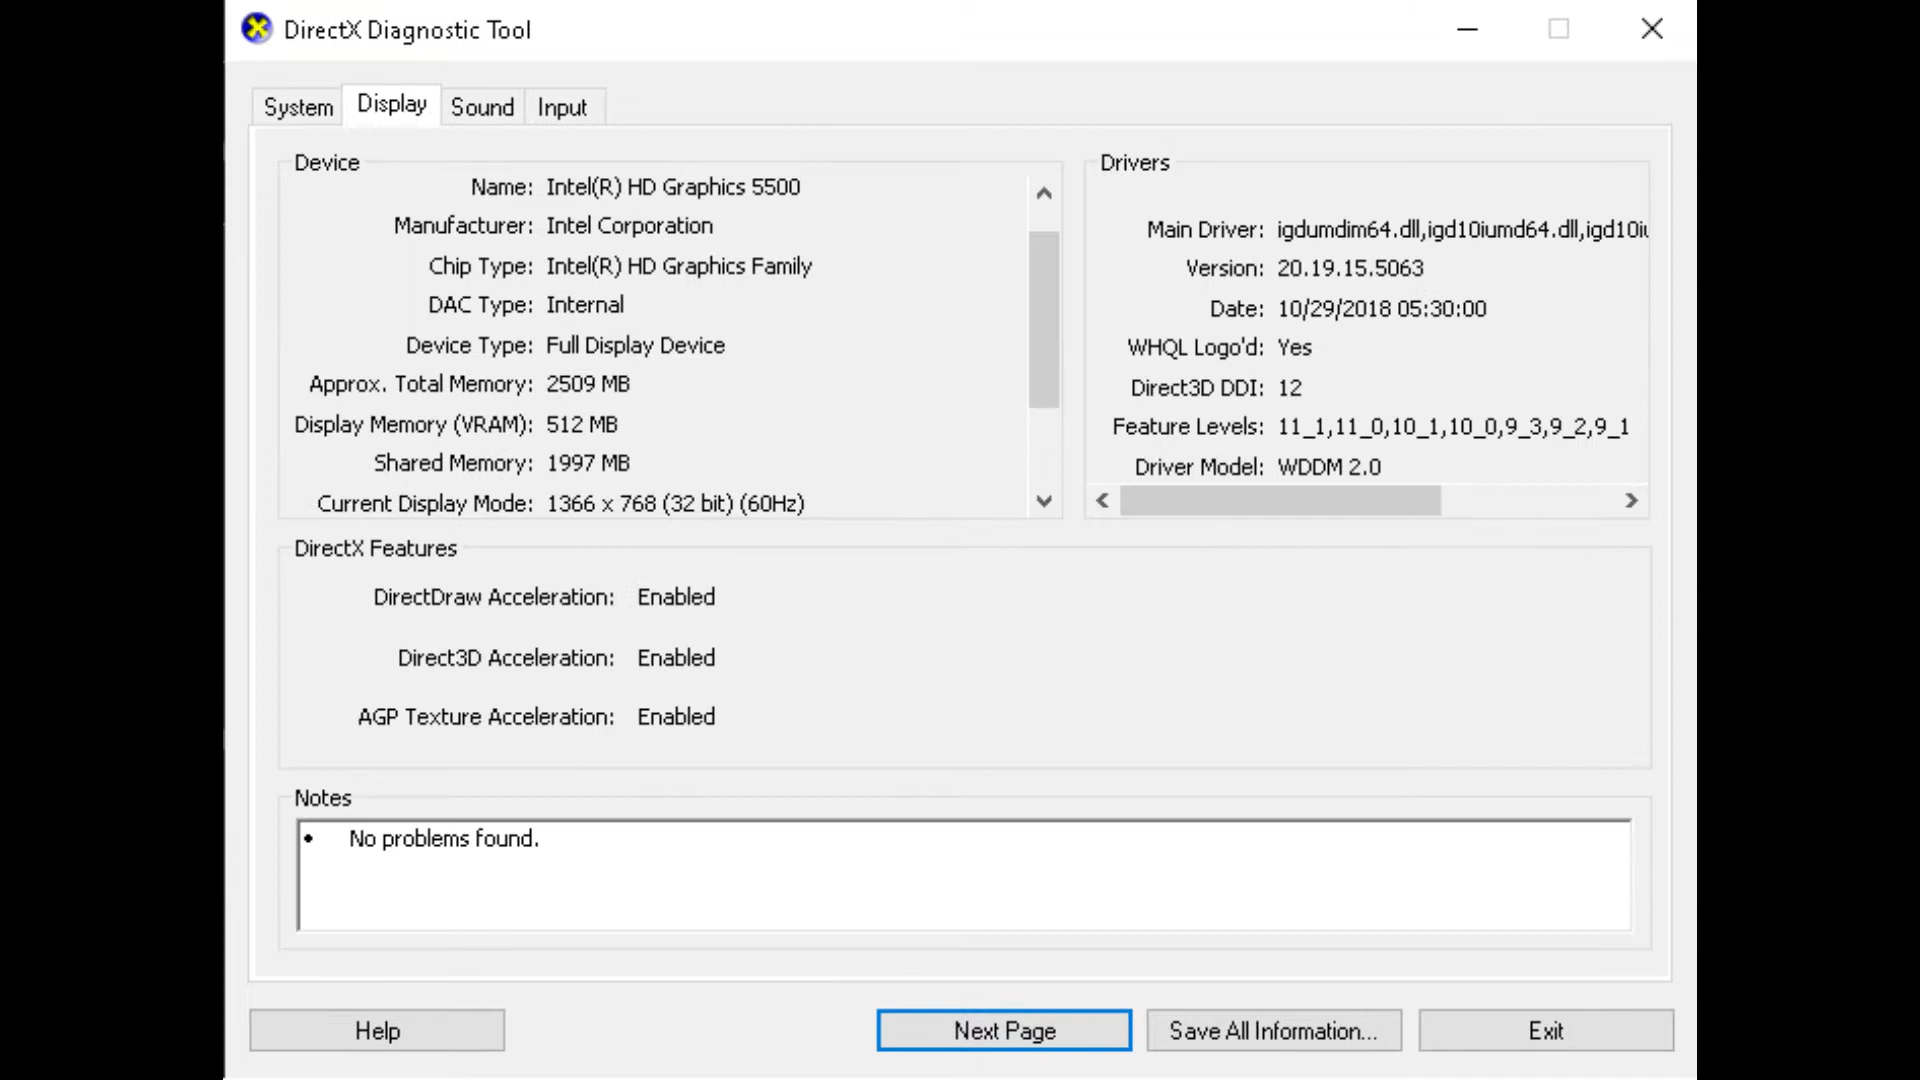 DirectX Diagnostic Tool
System Display Sound Input
Device
Name: Intel(R) HD Graphics 5500
Manufacturer: Intel Corporation
Chip Type: Intel(R) HD Graphics Family
DAC Type: Internal
Device Type: Full Display Device
Approx. Total Memory: 2509 MB
Display Memory (VRAM): 512 MB
Shared Memory: 1997 MB
Current Display Mode: 1366 x 768 (32 bit) (60Hz)
Drivers
Main Driver: igdumdim64.dll,igd10iumd64.dll,igd10iu
Version: 20.19.15.5063
Date: 10/29/2018 05:30:00
WHQL Logo'd: Yes
Direct3D DDI: 12
Feature Levels: 11_1,11_0,10_1,10_0,9_3,9_2,9_1
Driver Model: WDDM 2.0
DirectX Features
DirectDraw Acceleration: Enabled
Direct3D Acceleration: Enabled
AGP Texture Acceleration: Enabled
Notes
• No problems found.
Help Next Page Save All Information... Exit